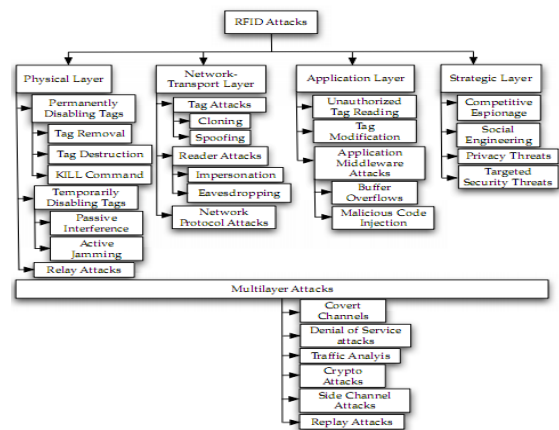 RFID Attacks
Physical Layer
Permanently
Disabling Tags
Tag Removal
Tag Destruction
KILL Command
Temporarily
Disabling Tags
Passive
Interference
Active
Jamming
Relay Attacks
Network-
Transport Layer
Tag Attacks
Cloning
Spoofing
Reader Attacks
Impersonation
Eavesdropping
Network
Protocol Attacks
Application Layer
Unauthorized
Tag Reading
Tag
Modification
Application
Middleware
Attacks
Buffer
Overflows
Malicious Code
Injection
Strategic Layer
Competitive
Espionage
Social
Engineering
Privacy Threats
Targeted
Security Threats
Multilayer Attacks
Covert
Channels
Denial of Service
attacks
Traffic Analyis
Crypto
Attacks
Side Channel
Attacks
Replay Attacks